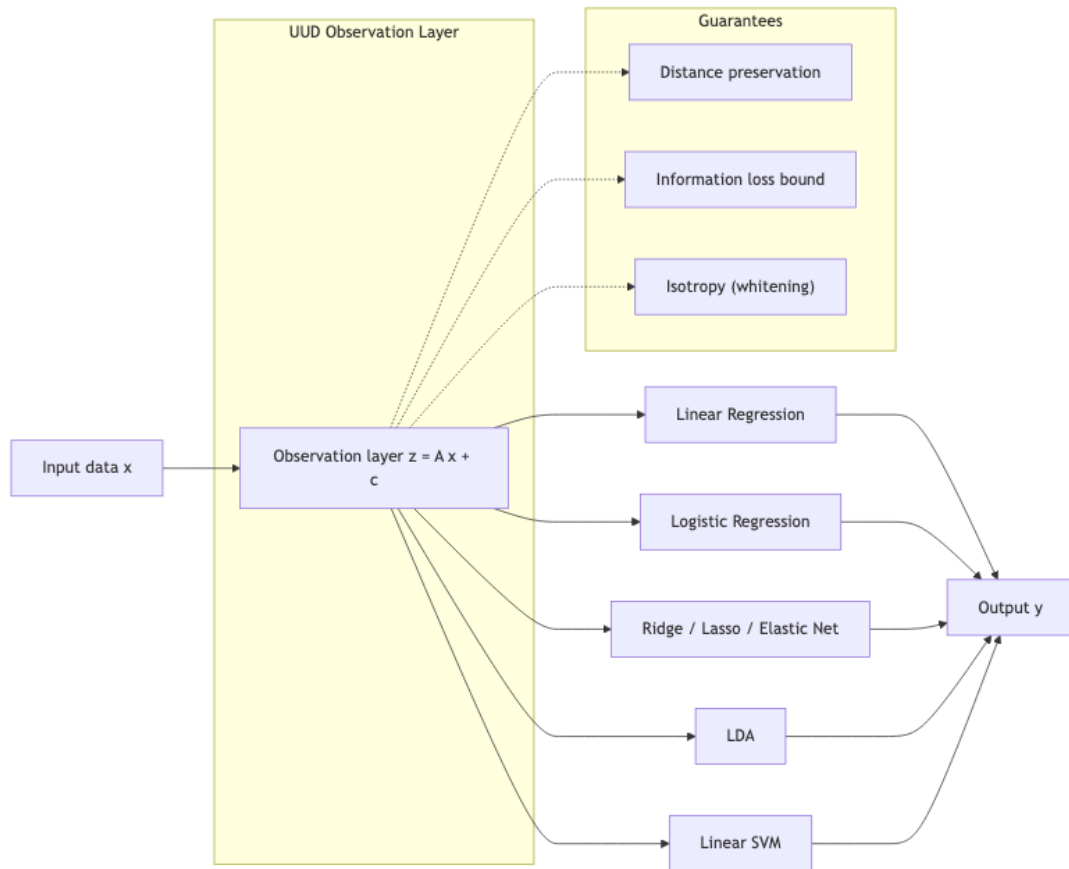 UUD Observation Layer
Guarantees
Distance preservation
Information loss bound
Isotropy (whitening)
Input data x
Observation layer z = A x +
c
Linear Regression
Logistic Regression
Ridge / Lasso / Elastic Net
LDA
Linear SVM
Output y